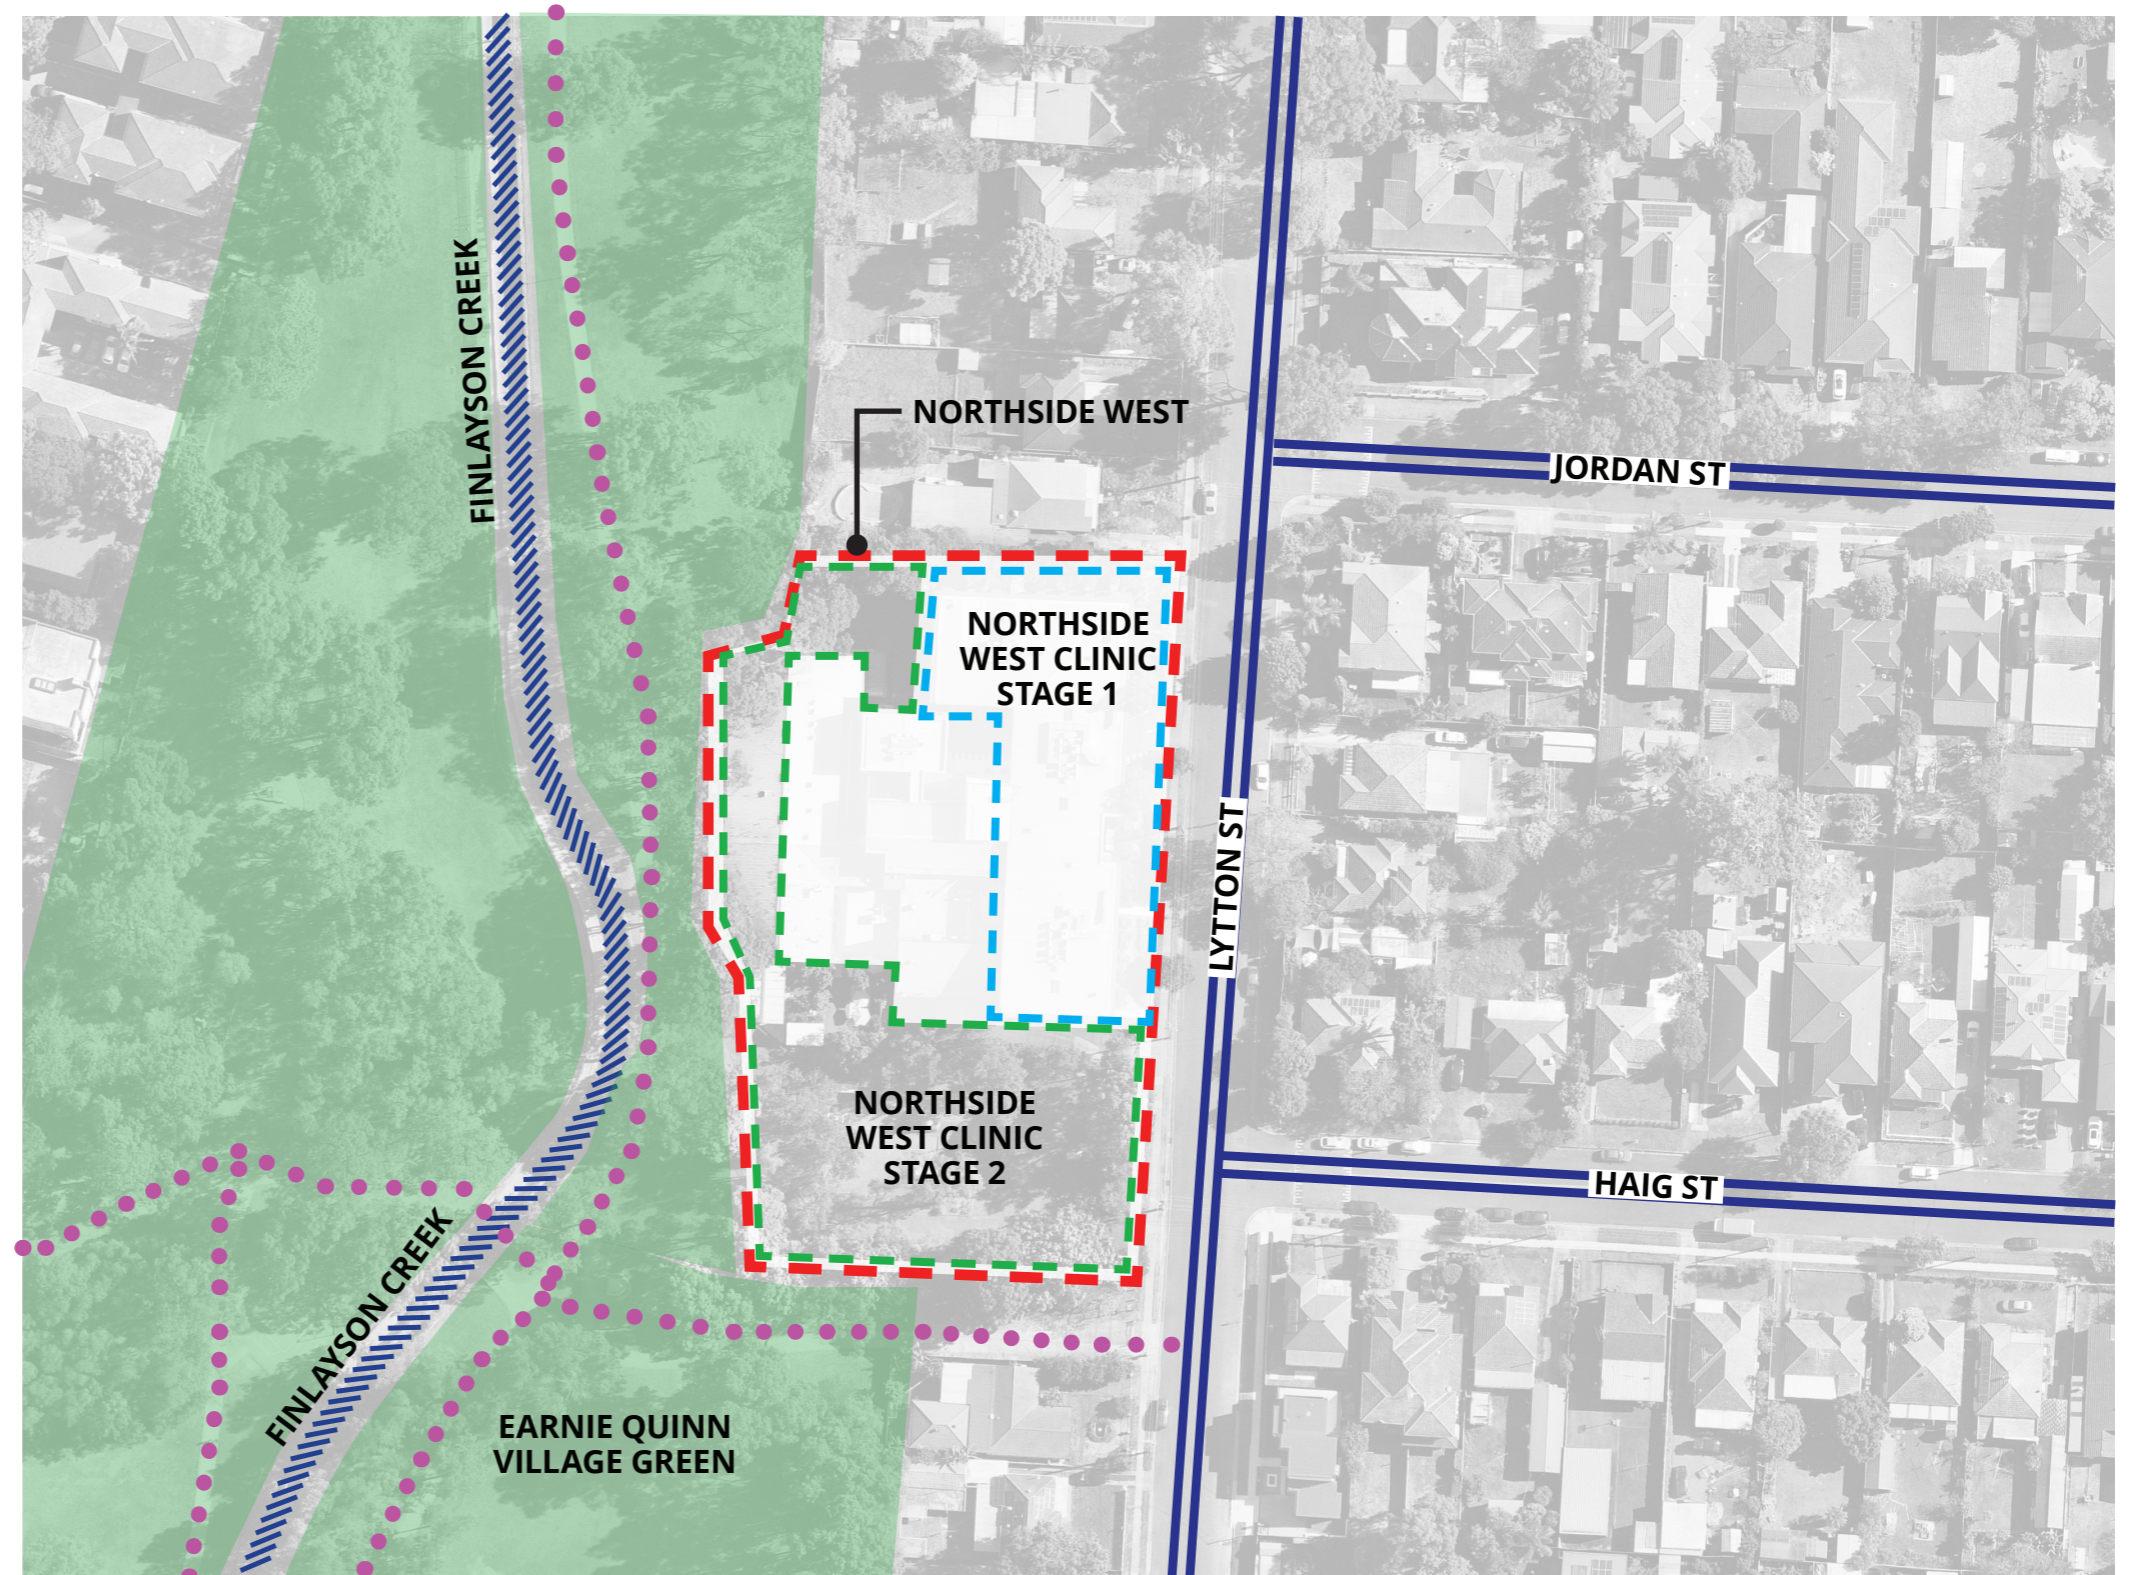 FINLAYSON CREEK
NORTHSIDE WEST
JORDAN ST
NORTHSIDE
WEST CLINIC
STAGE 1
LYTTON ST
NORTHSIDE
WEST CLINIC
STAGE 2
HAIG ST
FINLAYSON CREEK
EARNIE QUINN
VILLAGE GREEN